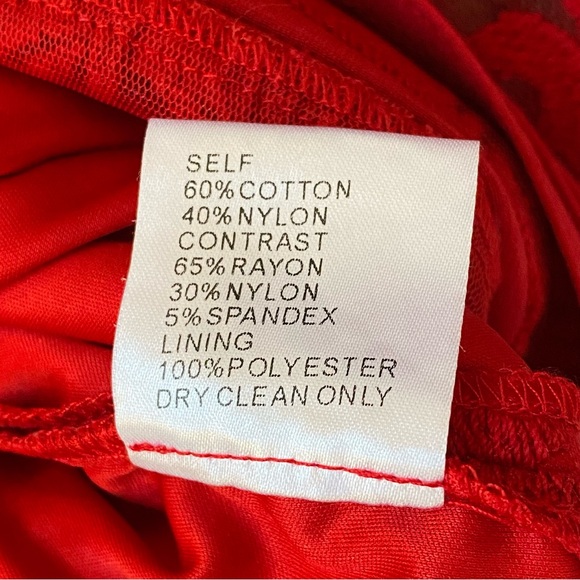 SELF
60%COTTON
40%NYLON
CONTRAST
65%RAYON
30%NYLON
5%SPANDEX
LINING
100%POLYESTER
DRY CLEAN ONLY